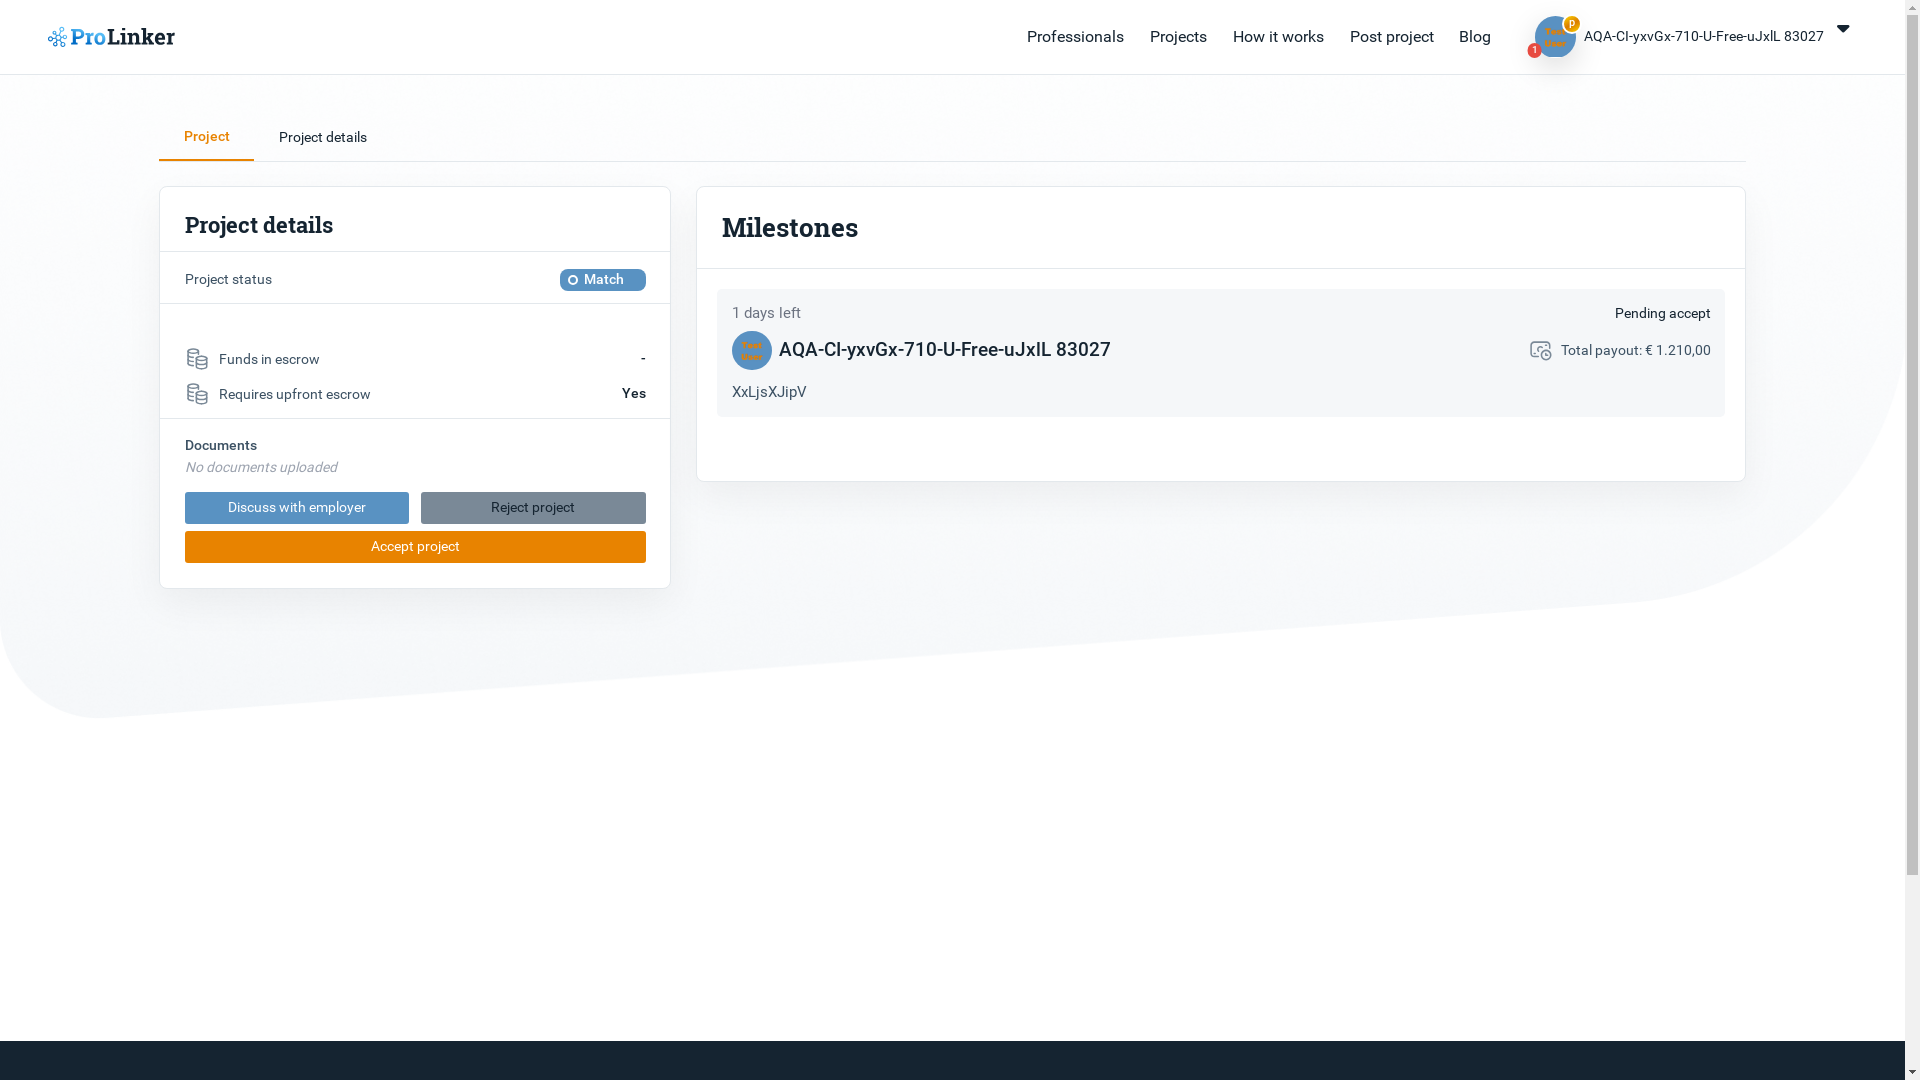 ProLinker
Professionals
Projects
How it works
Post project
Blog
p
Test
User
1
AQA-CI-yxvGx-710-U-Free-uJxlL 83027
Project
Project details
Project details
Project status
Match
Funds in escrow
-
Requires upfront escrow
Yes
Documents
No documents uploaded
Discuss with employer
Reject project
Accept project
Milestones
1 days left
Pending accept
Test
User
AQA-CI-yxvGx-710-U-Free-uJxlL 83027
Total payout: € 1.210,00
XxLjsXJipV